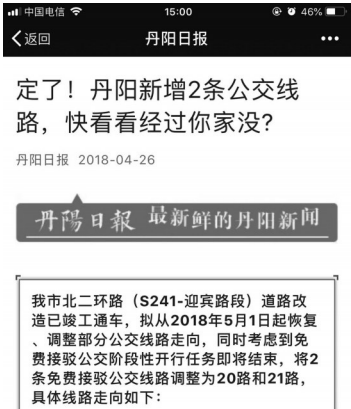 中国电信 15:00 46%
返回 丹阳日报
定了！丹阳新增2条公交线
路，快看看经过你家没？
丹阳日报 2018-04-26
丹陽日報 最新鲜的丹阳新闻
我市北二环路（S241-迎宾路段）道路改
造已竣工通车，拟从2018年5月1日起恢复
、调整部分公交线路走向，同时考虑到免
费接驳公交阶段性开行任务即将结束，将2
条免费接驳公交线路调整为20路和21路，
具体线路走向如下：